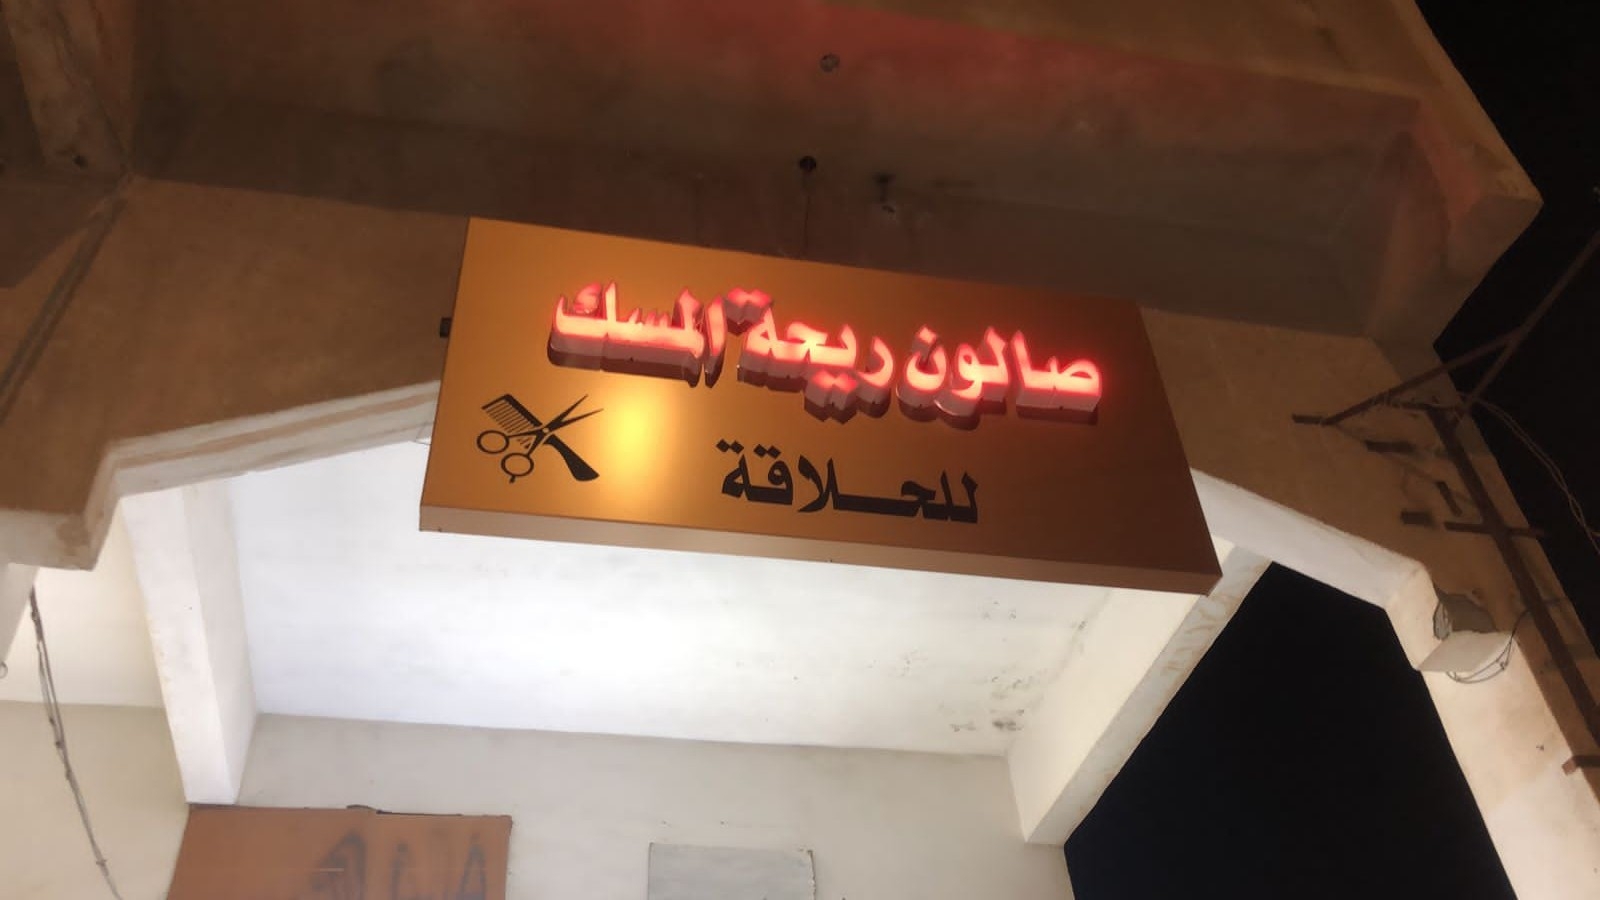 صالون ريحة المسك
للحلاقة